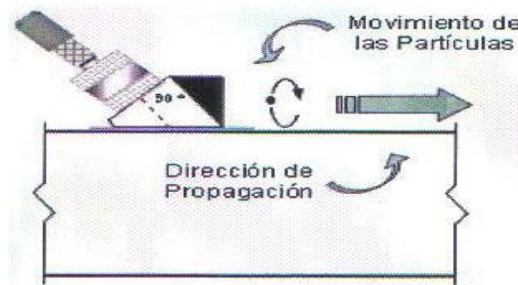 Movimiento de
las Partículas
90
Dirección de
Propagación